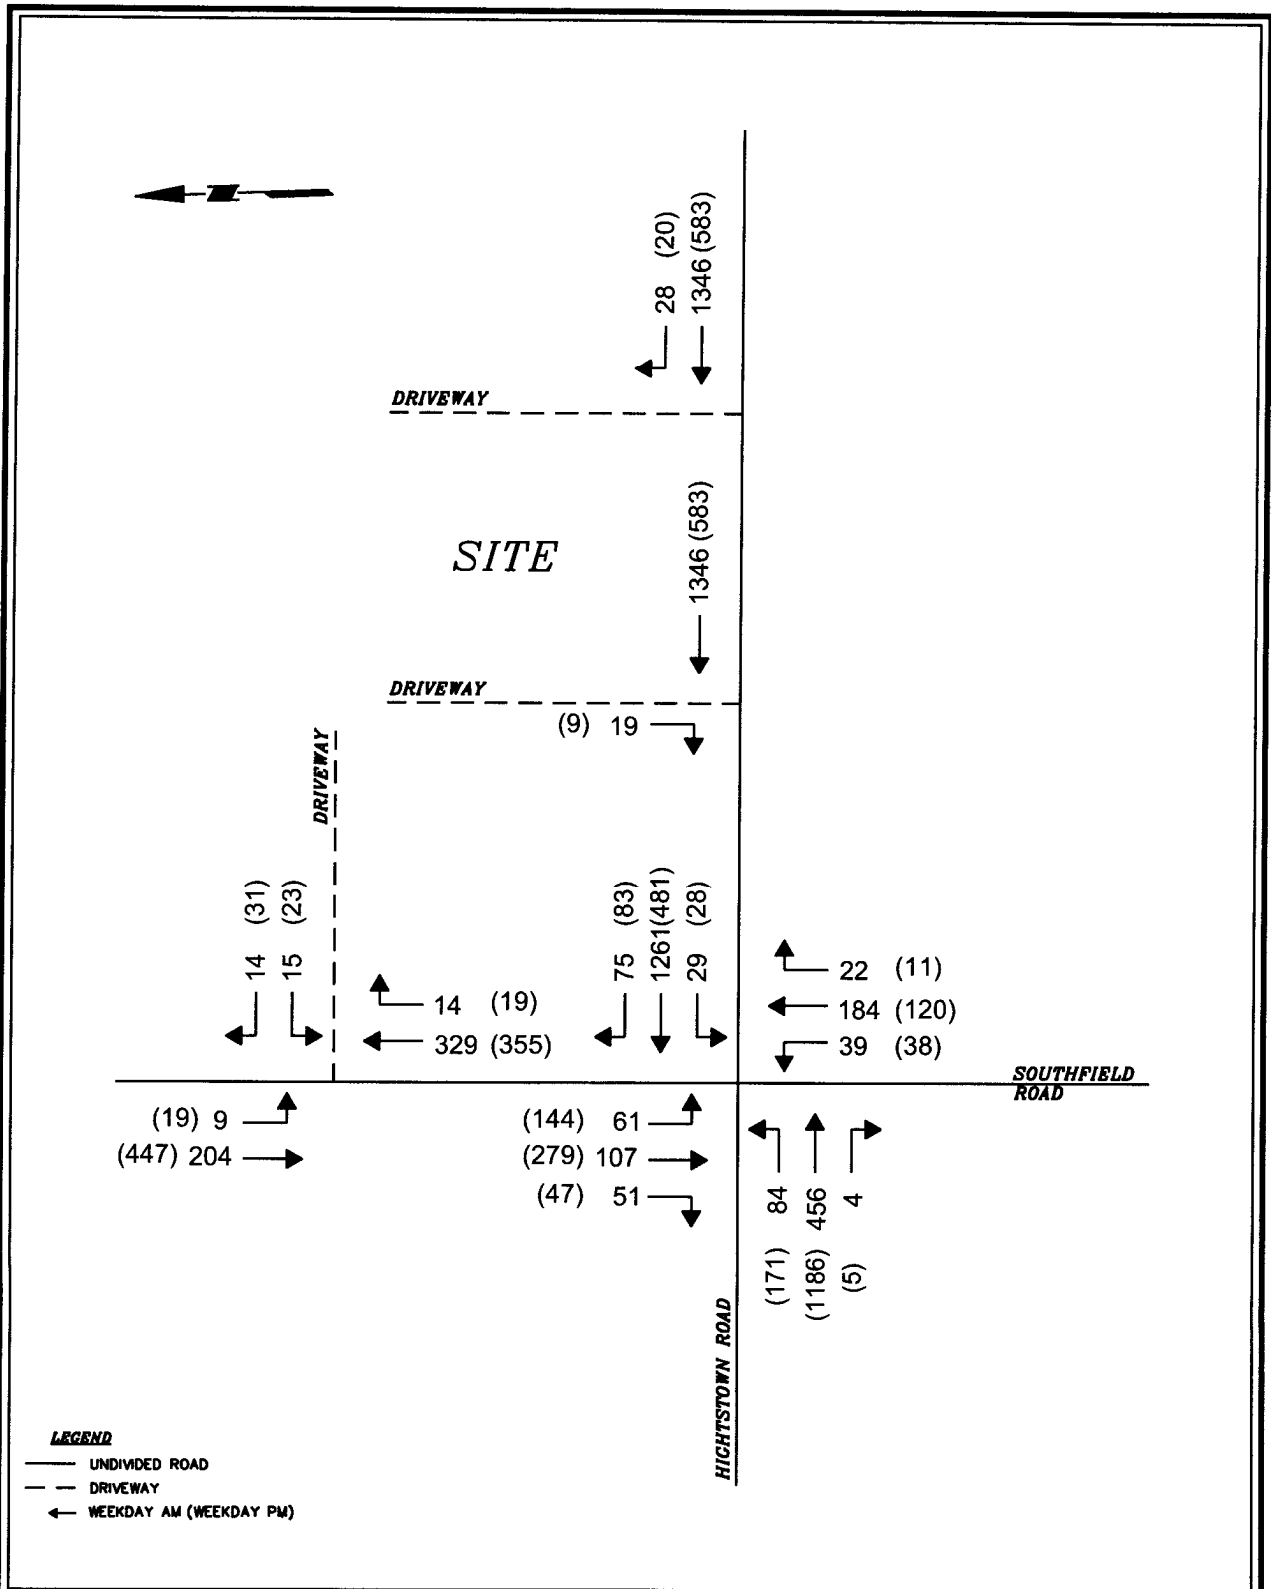 28 (20)
1346 (583)
DRIVEWAY
1346 (583)
SITE
DRIVEWAY
(9) 19
DRIVEWAY
14 (31)
15 (23)
75 (83)
1261(481)
29 (28)
14 (19)
329 (355)
22 (11)
184 (120)
39 (38)
SOUTHFIELD
ROAD
(19) 9
(447) 204
(144) 61
(279) 107
(47) 51
(171) 84
(1186) 456
(5) 4
HIGHTSTOWN ROAD
LEGEND
UNDIVIDED ROAD
DRIVEWAY
WEEKDAY AM (WEEKDAY PM)